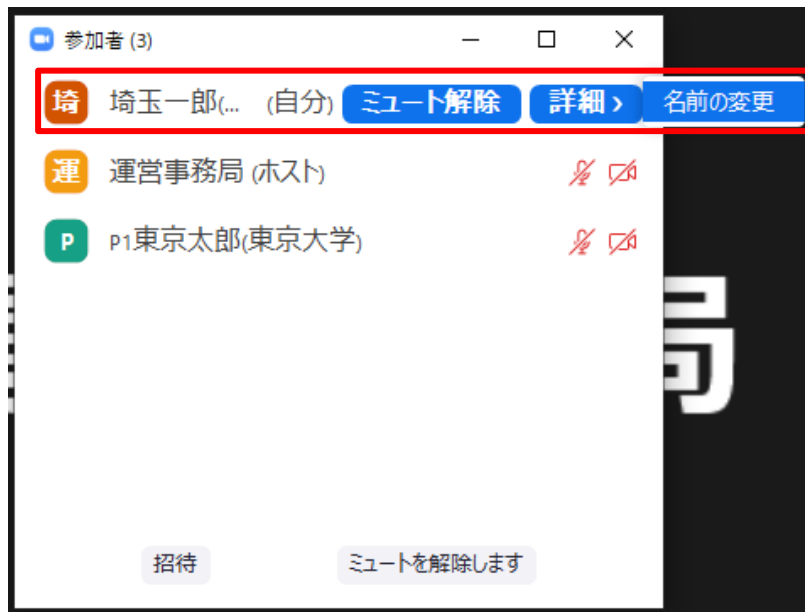 参加者 (3)
埼 埼玉一郎(... (自分) ミュート解除 詳細 › 名前の変更
運 運営事務局 (ホスト)
P P1東京太郎(東京大学)
局
招待 ミュートを解除します